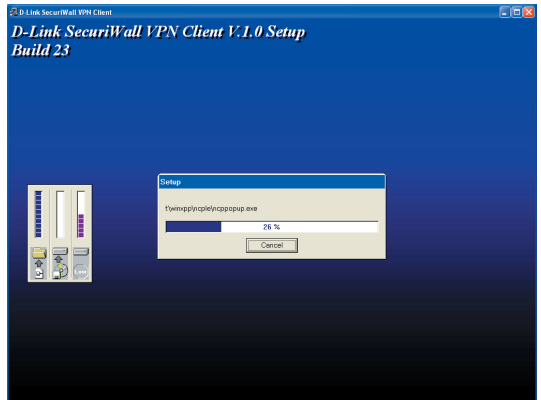 D-Link SecuriWall VPN Client
D-Link SecuriWall VPN Client V.1.0 Setup
Build 23
Setup
t\winxpp\ncple\ncppopup.exe
26 %
Cancel